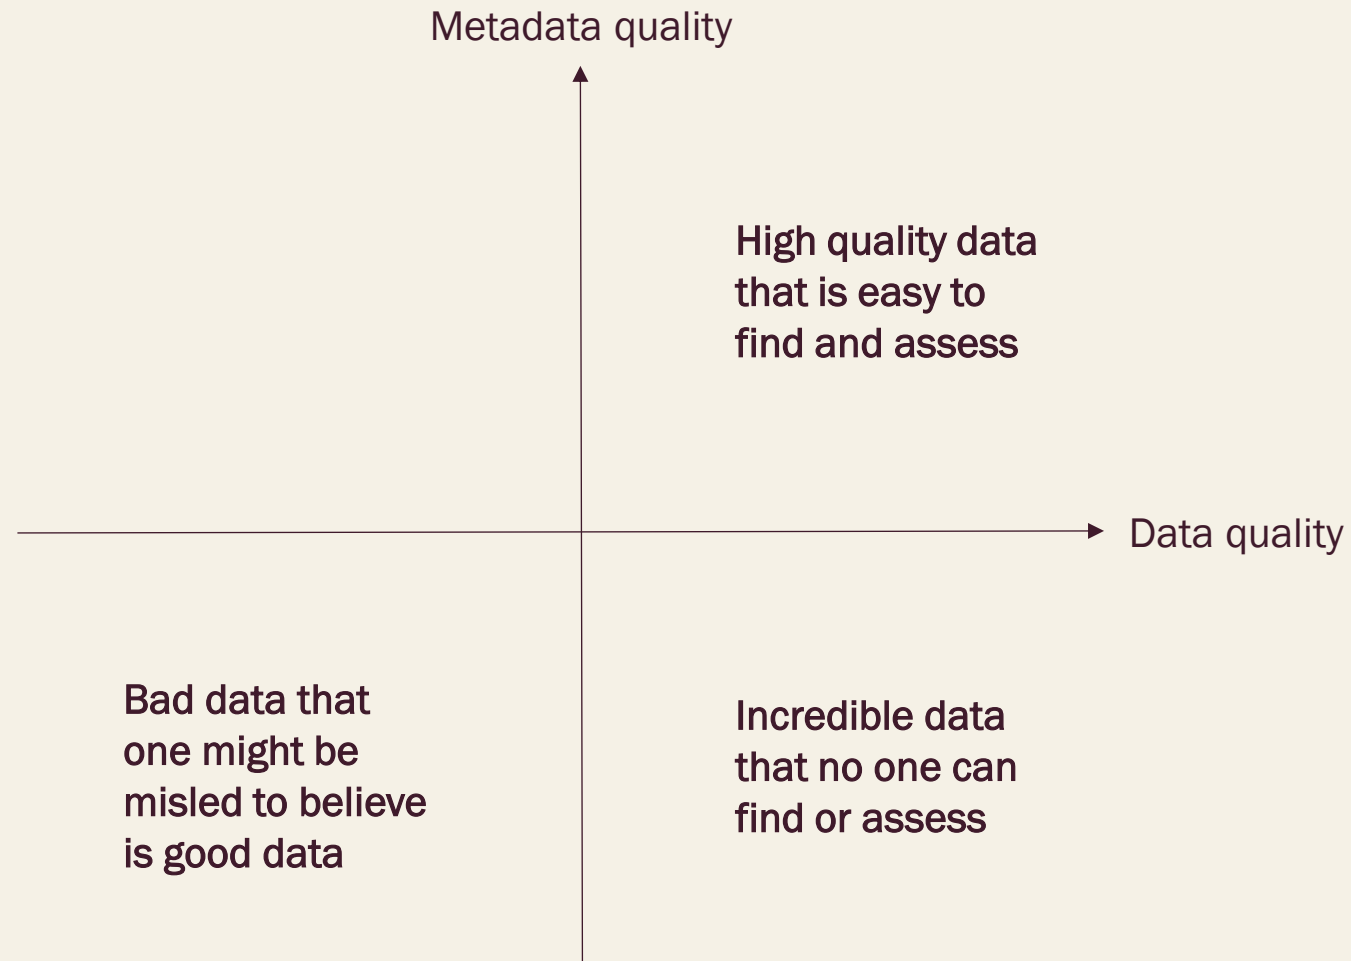 Metadata quality
High quality data
that is easy to
find and assess
Data quality
Bad data that
one might be
misled to believe
is good data
Incredible data
that no one can
find or assess